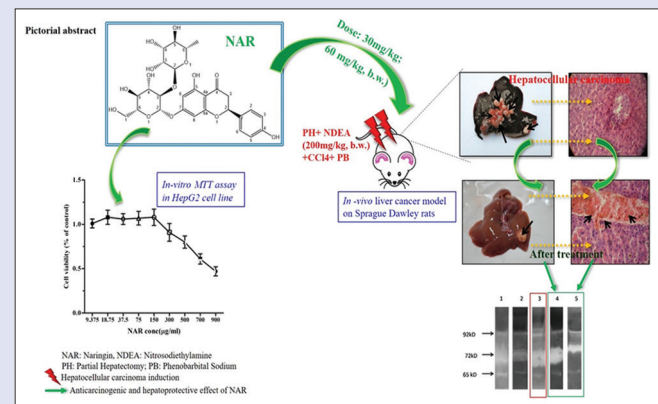 Pictorial abstract
NAR
Dose: 30mg/kg;
60 mg/kg, b.w.)
Hepatocellular carcinoma
PH+ NDEA
(200mg/kg, b.w.)
+CCl4+ PB
In-vitro MTT assay
in HepG2 cell line
In -vivo liver cancer model
on Sprague Dawley rats
After treatment
Cell viability (% of control)
1.5
1.0
0.5
0.0
9.375 18.75 37.5 75 150 300 500 700 900
NAR conc(µg/ml)
1 2 3 4 5
92kD
72kD
65 kD
NAR: Naringin, NDEA: Nitrosodiethylamine
PH: Partial Hepatectomy; PB: Phenobarbital Sodium
Hepatocellular carcinoma induction
Anticarcinogenic and hepatoprotective effect of NAR